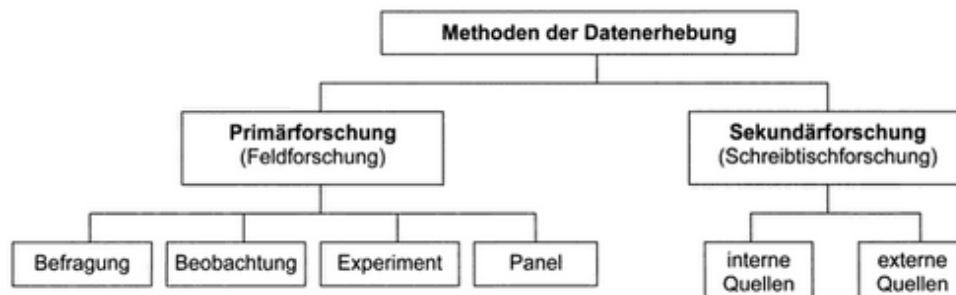 Methoden der Datenerhebung
Primärforschung
(Feldforschung)
Sekundärforschung
(Schreibtischforschung)
Befragung
Beobachtung
Experiment
Panel
interne
Quellen
externe
Quellen